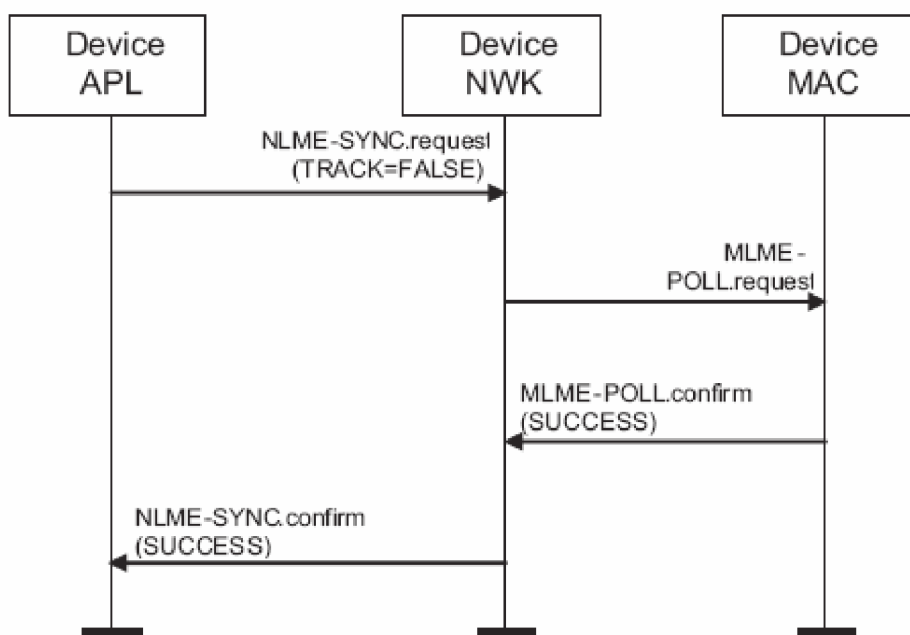 Device
APL
Device
NWK
Device
MAC
NLME-SYNC.request
(TRACK=FALSE)
MLME-
POLL.request
MLME-POLL.confirm
(SUCCESS)
NLME-SYNC.confirm
(SUCCESS)